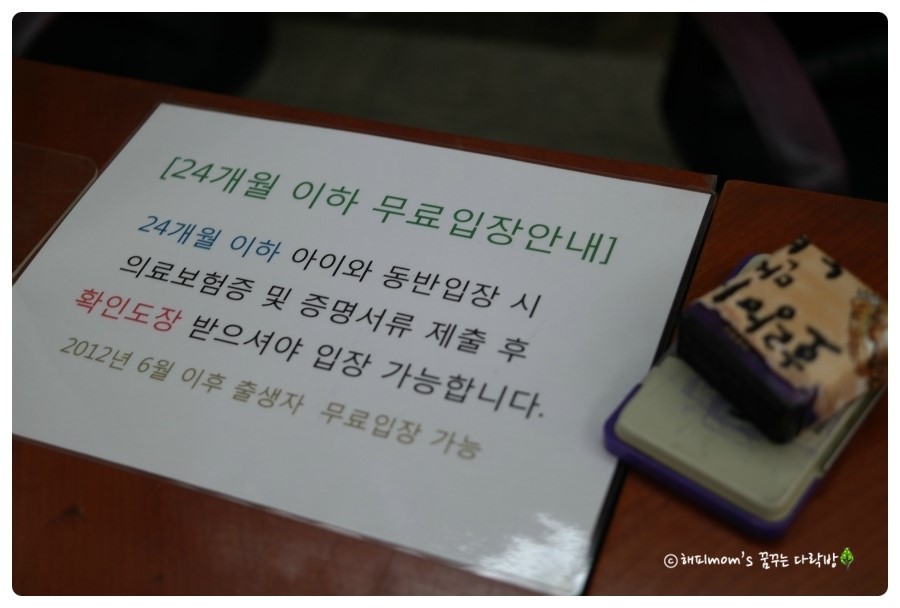 [24개월 이하 무료입장안내]
24개월 이하 아이와 동반입장 시
의료보험증 및 증명서류 제출 후
확인도장 받으셔야 입장 가능합니다.
2012년 6월 이후 출생자 무료입장 가능
ⓒ해피mom's 꿈꾸는 다락방